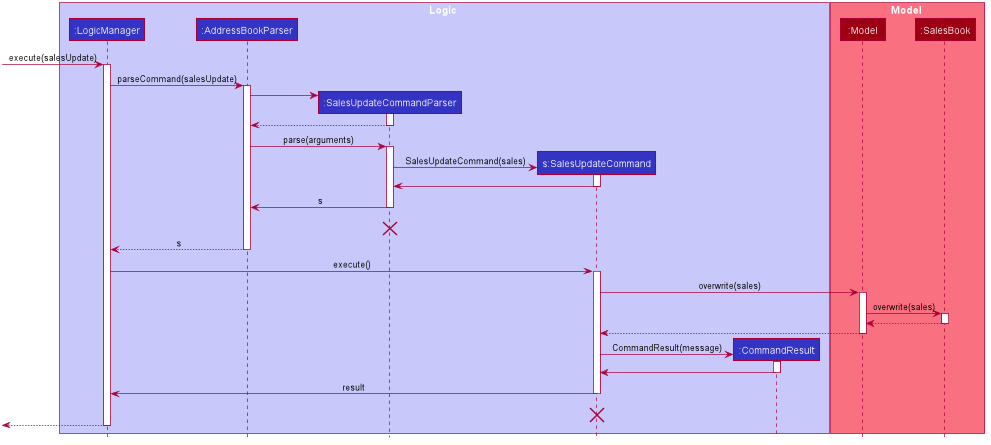 Logic
Model
:LogicManager
:AddressBookParser
:Model
:SalesBook
execute(salesUpdate)
parseCommand(salesUpdate)
:SalesUpdateCommandParser
parse(arguments)
SalesUpdateCommand(sales)
s:SalesUpdateCommand
s
s
execute()
overwrite(sales)
overwrite(sales)
CommandResult(message)
:CommandResult
result